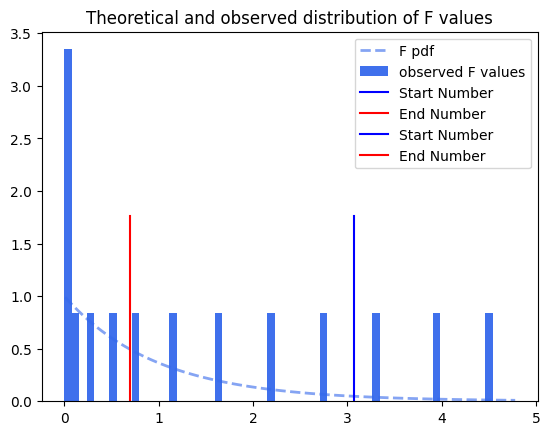 Theoretical and observed distribution of F values
F pdf
observed F values
Start Number
End Number
Start Number
End Number
3.5
3.0
2.5
2.0
1.5
1.0
0.5
0.0
0 1 2 3 4 5